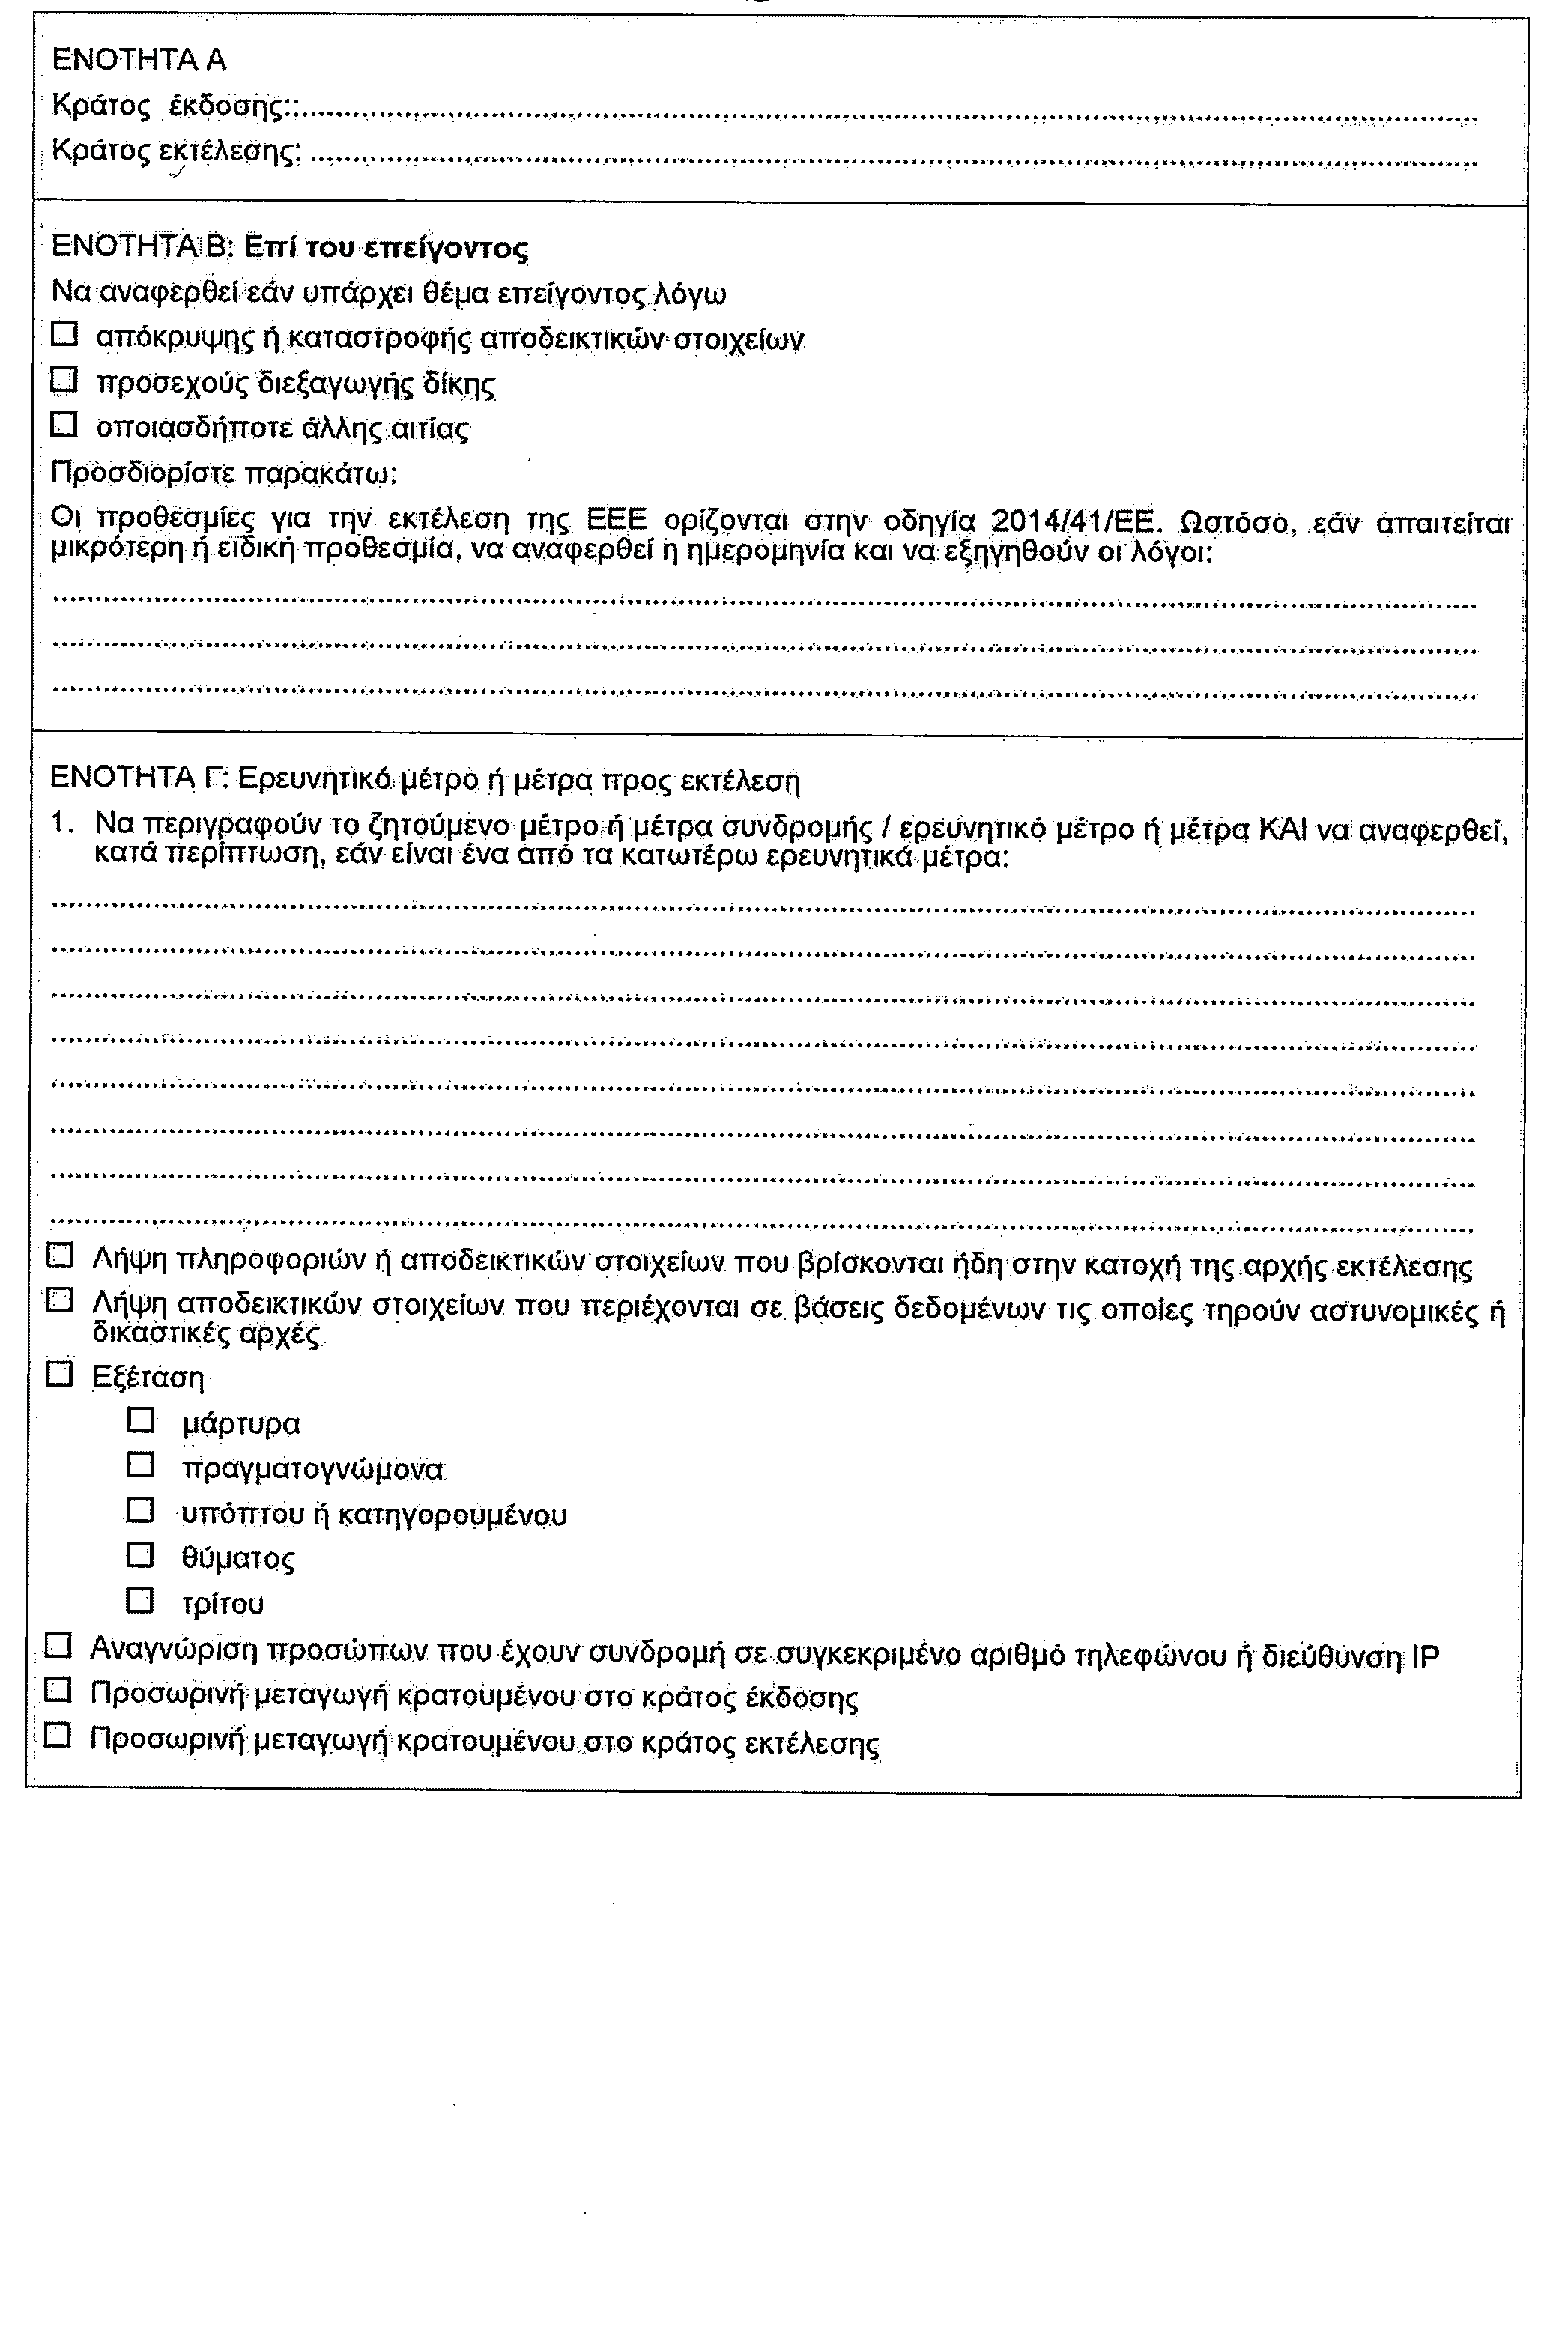 ΕΝΟΤΗΤΑ Α
Κράτος έκδοσης::..............................................................
Κράτος εκτέλεσης: ..............................................................
ΕΝΟΤΗΤΑ Β: Επί του επείγοντος
Να αναφερθεί εάν υπάρχει θέμα επείγοντος λόγω
☐ απόκρυψης ή καταστροφής αποδεικτικών στοιχείων
☐ προσεχούς διεξαγωγής δίκης
☐ οποιασδήποτε άλλης αιτίας
Προσδιορίστε παρακάτω:
Οι προθεσμίες για την εκτέλεση της ΕΕΕ ορίζονται στην οδηγία 2014/41/ΕΕ. Ωστόσο, εάν απαιτείται
μικρότερη ή ειδική προθεσμία, να αναφερθεί η ημερομηνία και να εξηγηθούν οι λόγοι:
ΕΝΟΤΗΤΑ Γ: Ερευνητικό μέτρο ή μέτρα προς εκτέλεση
1. Να περιγραφούν το ζητούμενο μέτρο ή μέτρα συνδρομής / ερευνητικό μέτρο ή μέτρα ΚΑΙ να αναφερθεί,
κατά περίπτωση, εάν είναι ένα από τα κατωτέρω ερευνητικά μέτρα:
☐ Λήψη πληροφοριών ή αποδεικτικών στοιχείων που βρίσκονται ήδη στην κατοχή της αρχής εκτέλεσης
☐ Λήψη αποδεικτικών στοιχείων που περιέχονται σε βάσεις δεδομένων τις οποίες τηρούν αστυνομικές ή
δικαστικές αρχές
☐ Εξέταση
☐ μάρτυρα
☐ πραγματογνώμονα
☐ υπόπτου ή κατηγορουμένου
☐ θύματος
☐ τρίτου
☐ Αναγνώριση προσώπων που έχουν συνδρομή σε συγκεκριμένο αριθμό τηλεφώνου ή διεύθυνση IP
☐ Προσωρινή μεταγωγή κρατουμένου στο κράτος έκδοσης
☐ Προσωρινή μεταγωγή κρατουμένου στο κράτος εκτέλεσης